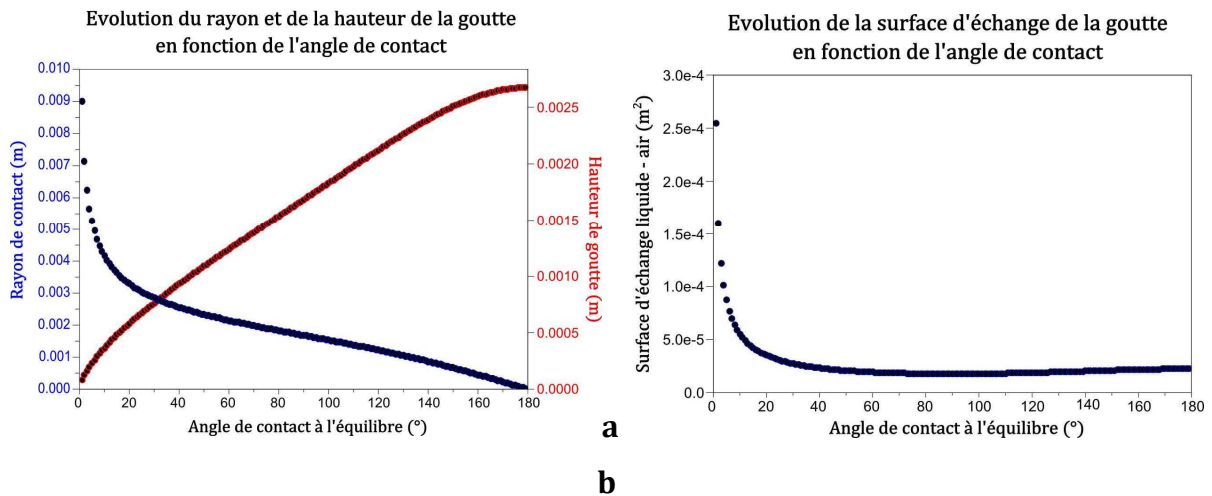 Evolution du rayon et de la hauteur de la goutte
en fonction de l'angle de contact
0.010
0.009
0.008
0.007
0.006
0.005
0.004
0.003
0.002
0.001
0.000
Rayon de contact (m)
0.0025
0.0020
0.0015
0.0010
0.0005
0.0000
Hauteur de goutte (m)
0 20 40 60 80 100 120 140 160 180
Angle de contact à l'équilibre (°)
a
Evolution de la surface d'échange de la goutte
en fonction de l'angle de contact
3.0e-4
2.5e-4
2.0e-4
1.5e-4
1.0e-4
5.0e-5
0.0
Surface d'échange liquide - air (m²)
0 20 40 60 80 100 120 140 160 180
Angle de contact à l'équilibre (°)
b